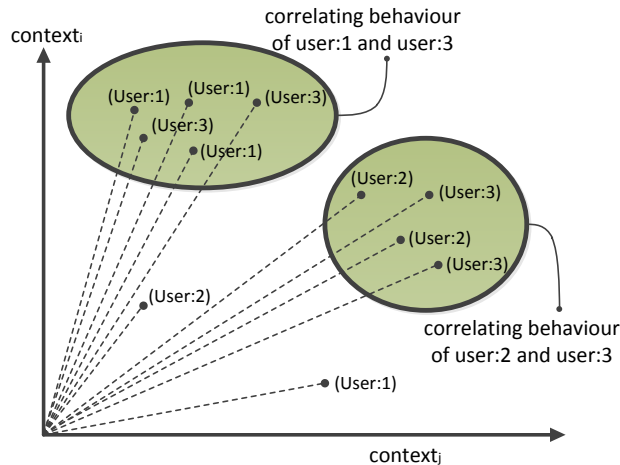 correlating behaviour
of user:1 and user:3
contextᵢ
(User:1)
(User:1)
(User:3)
(User:3)
(User:1)
(User:2)
(User:3)
(User:2)
(User:3)
(User:2)
correlating behaviour
of user:2 and user:3
(User:1)
contextⱼ